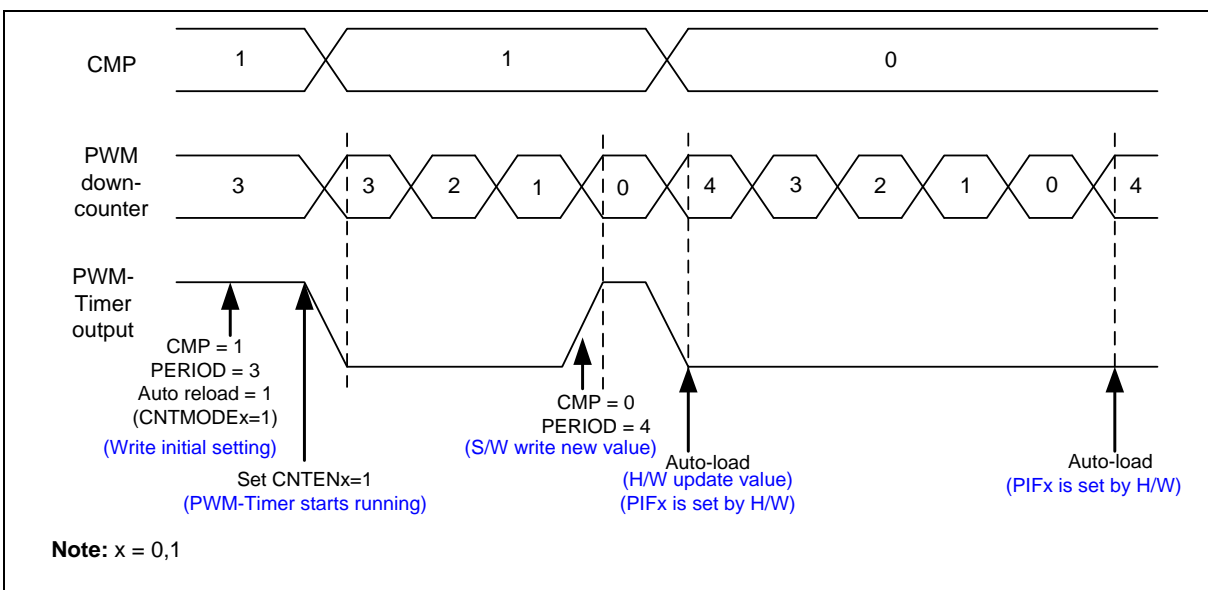 CMP
1
1
0
PWM
down-
counter
3
3
2
1
0
4
3
2
1
0
4
PWM-
Timer
output
CMP = 1
PERIOD = 3
Auto reload = 1
(CNTMODEx=1)
(Write initial setting)
Set CNTENx=1
(PWM-Timer starts running)
CMP = 0
PERIOD = 4
(S/W write new value)
Auto-load
(H/W update value)
(PIFx is set by H/W)
Auto-load
(PIFx is set by H/W)
Note: x = 0,1